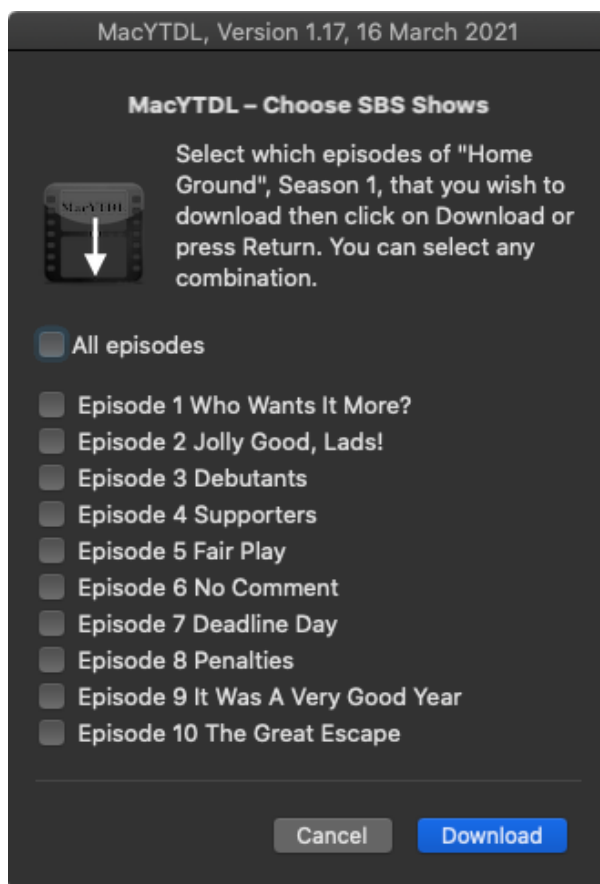 MacYTDL, Version 1.17, 16 March 2021
MacYTDL – Choose SBS Shows
MacYTDL
Select which episodes of "Home
Ground", Season 1, that you wish to
download then click on Download or
press Return. You can select any
combination.
All episodes
Episode 1 Who Wants It More?
Episode 2 Jolly Good, Lads!
Episode 3 Debutants
Episode 4 Supporters
Episode 5 Fair Play
Episode 6 No Comment
Episode 7 Deadline Day
Episode 8 Penalties
Episode 9 It Was A Very Good Year
Episode 10 The Great Escape
Cancel
Download